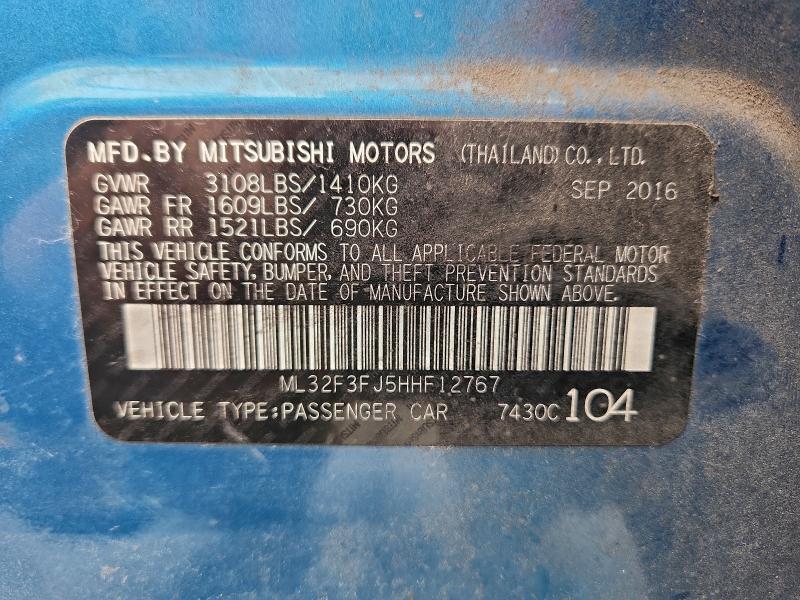 MFD.BY MITSUBISHI MOTORS (THAILAND) CO.,LTD.
GVWR 3108LBS/1410KG SEP 2016
GAWR FR 1609LBS/ 730KG
GAWR RR 1521LBS/ 690KG
THIS VEHICLE CONFORMS TO ALL APPLICABLE FEDERAL MOTOR
VEHICLE SAFETY, BUMPER, AND THEFT PREVENTION STANDARDS
IN EFFECT ON THE DATE OF MANUFACTURE SHOWN ABOVE.
ML32F3FJ5HHF12767
VEHICLE TYPE:PASSENGER CAR 7430C 104